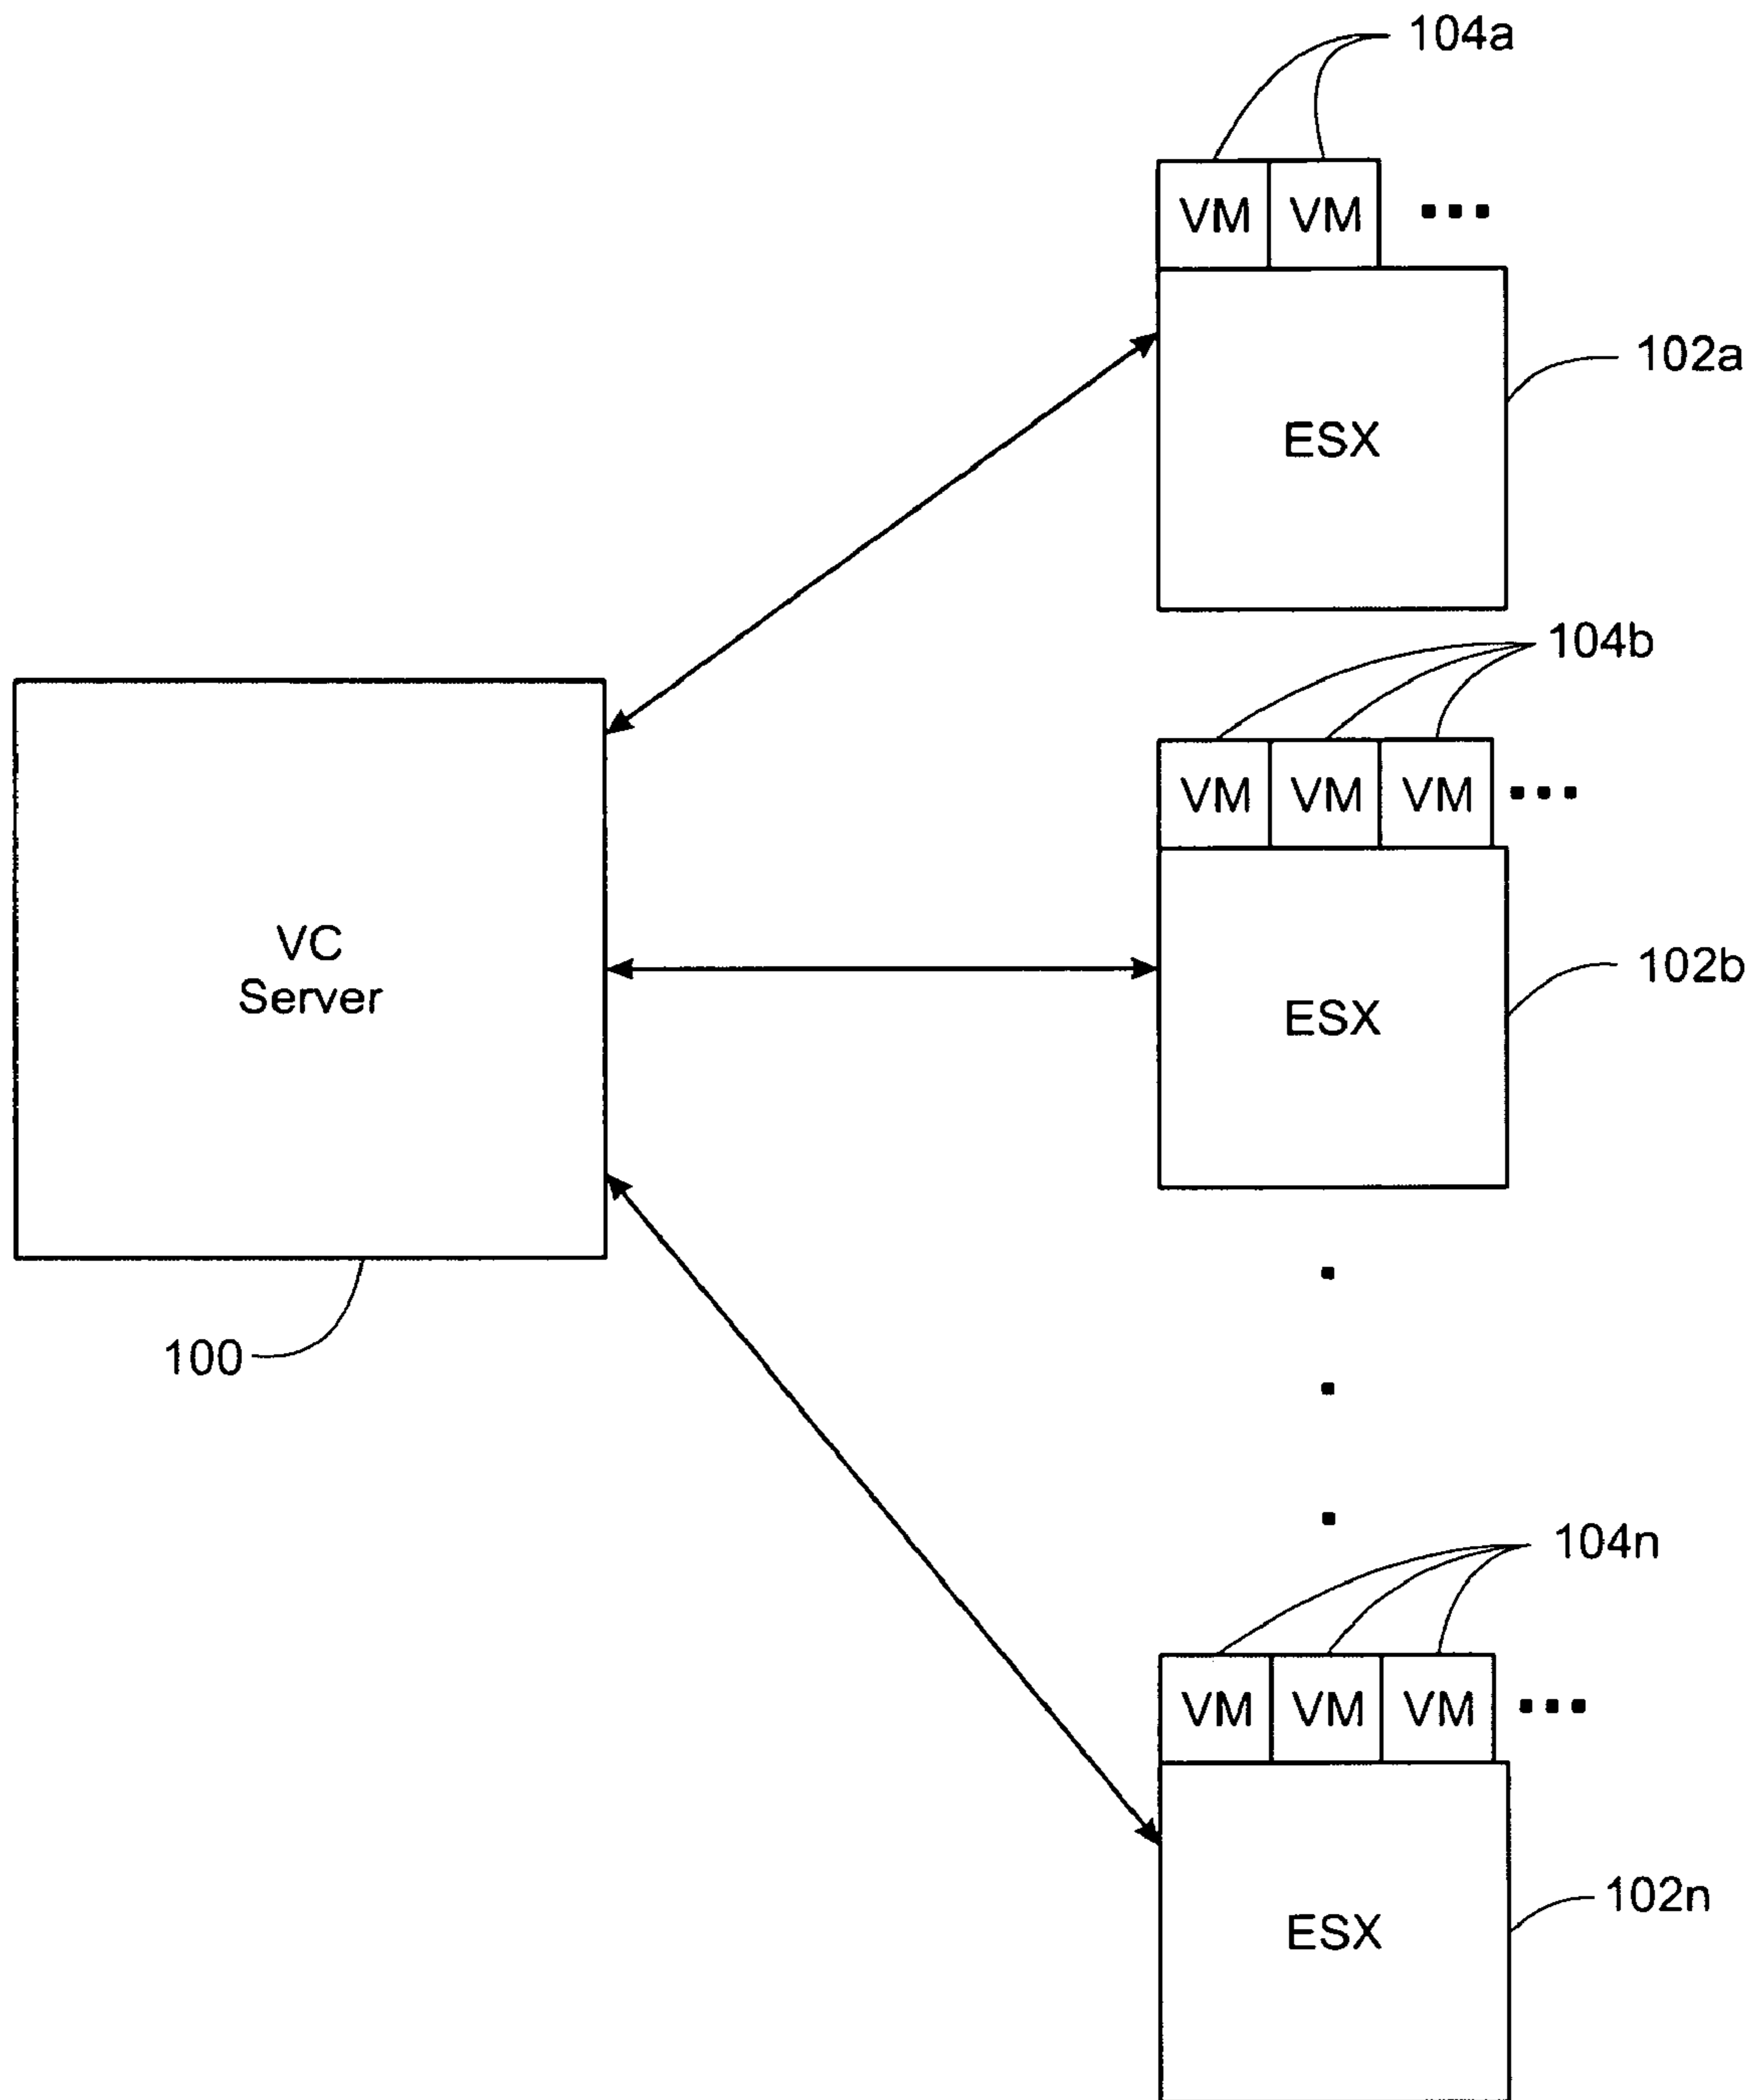 104a
VM VM ...
102a
ESX
104b
VM VM VM ...
VC
Server
102b
ESX
100
104n
VM VM VM ...
102n
ESX